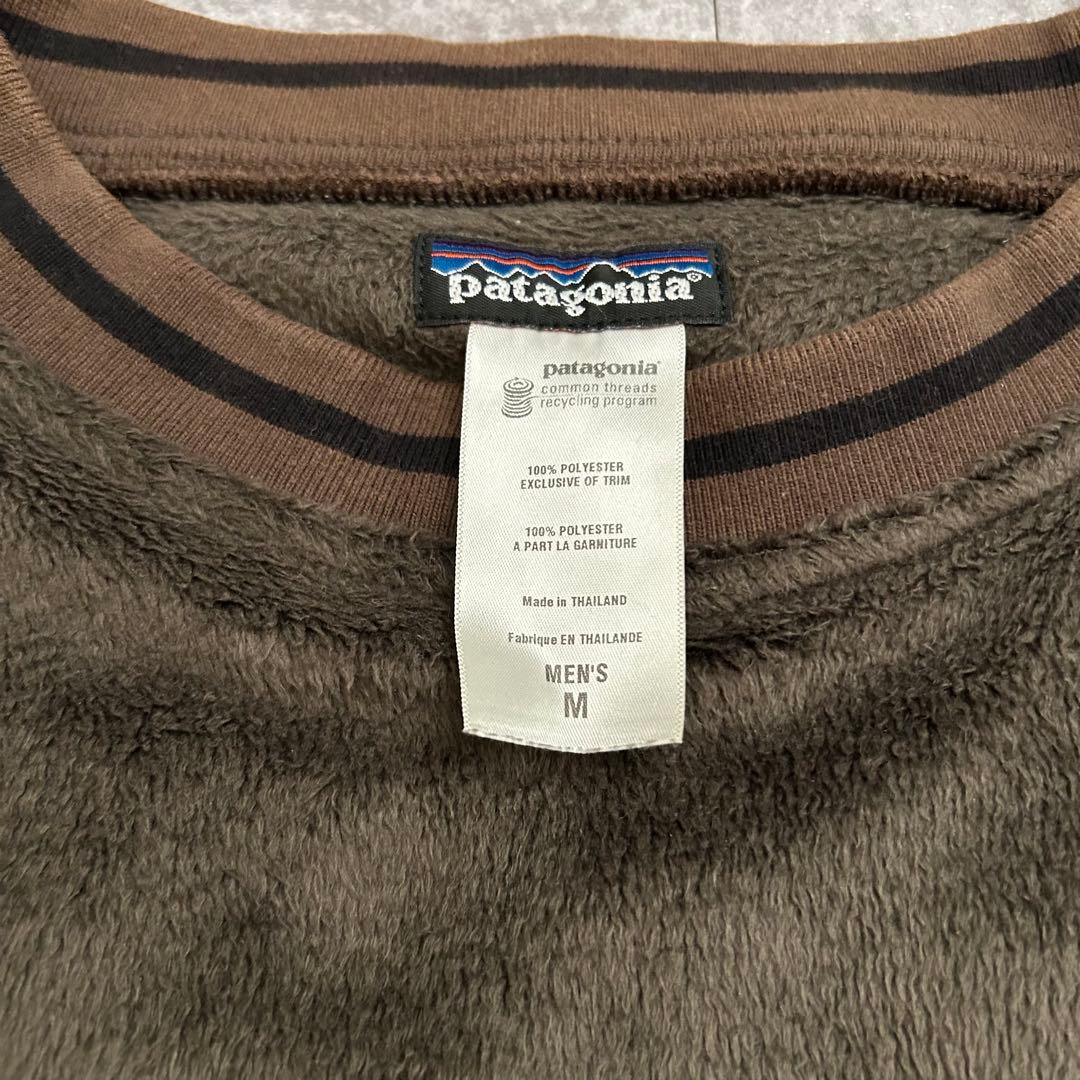 patagonia®
patagonia®
common threads
recycling program
100% POLYESTER
EXCLUSIVE OF TRIM
100% POLYESTER
A PART LA GARNITURE
Made in THAILAND
Fabriqué EN THAILANDE
MEN'S
M